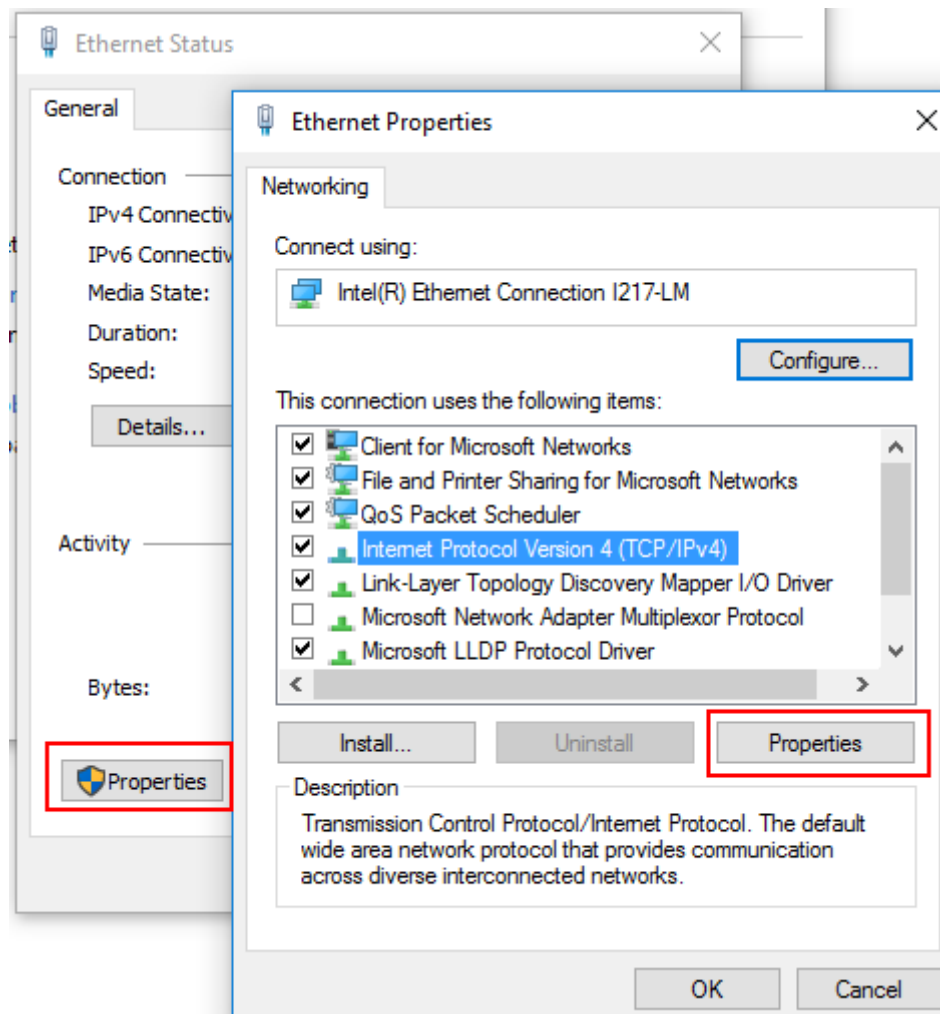 Ethernet Status
General
Connection
IPv4 Connectiv
IPv6 Connectiv
Media State:
Duration:
Speed:
Details...
Activity
Bytes:
Properties
Ethernet Properties
Networking
Connect using:
Intel(R) Ethernet Connection I217-LM
Configure...
This connection uses the following items:
Client for Microsoft Networks
File and Printer Sharing for Microsoft Networks
QoS Packet Scheduler
Internet Protocol Version 4 (TCP/IPv4)
Link-Layer Topology Discovery Mapper I/O Driver
Microsoft Network Adapter Multiplexor Protocol
Microsoft LLDP Protocol Driver
Install...
Uninstall
Properties
Description
Transmission Control Protocol/Internet Protocol. The default
wide area network protocol that provides communication
across diverse interconnected networks.
OK
Cancel